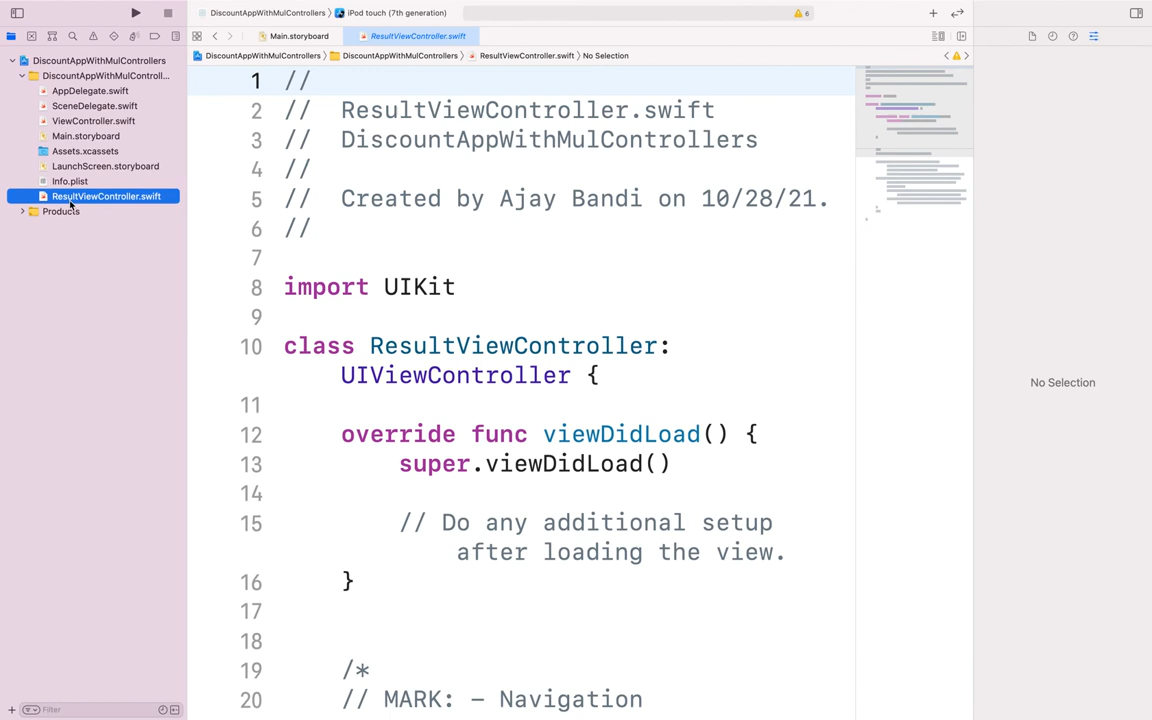 DiscountAppWithMulControllers 〉 iPod touch (7th generation)
6
Main.storyboard
ResultViewController.swift
DiscountAppWithMulControllers 〉 DiscountAppWithMulControllers 〉 ResultViewController.swift 〉 No Selection
DiscountAppWithMulControllers
DiscountAppWithMulControll...
AppDelegate.swift
SceneDelegate.swift
ViewController.swift
Main.storyboard
Assets.xcassets
LaunchScreen.storyboard
Info.plist
ResultViewController.swift
Products
Filter
1 //
2 // ResultViewController.swift
3 // DiscountAppWithMulControllers
4 //
5 // Created by Ajay Bandi on 10/28/21.
6 //
7
8 import UIKit
9
10 class ResultViewController:
UIViewController {
11
12 override func viewDidLoad() {
13 super.viewDidLoad()
14
15 // Do any additional setup
after loading the view.
16 }
17
18
19 /*
20 // MARK: - Navigation
No Selection